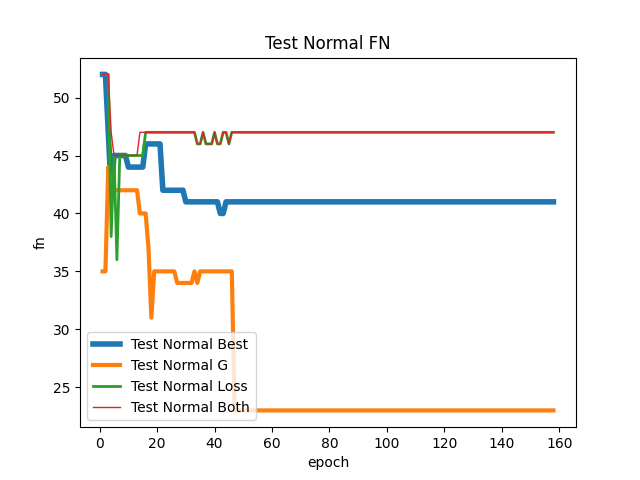 Test Normal FN
fn
50
45
40
35
30
25
Test Normal Best
Test Normal G
Test Normal Loss
Test Normal Both
0 20 40 60 80 100 120 140 160
epoch